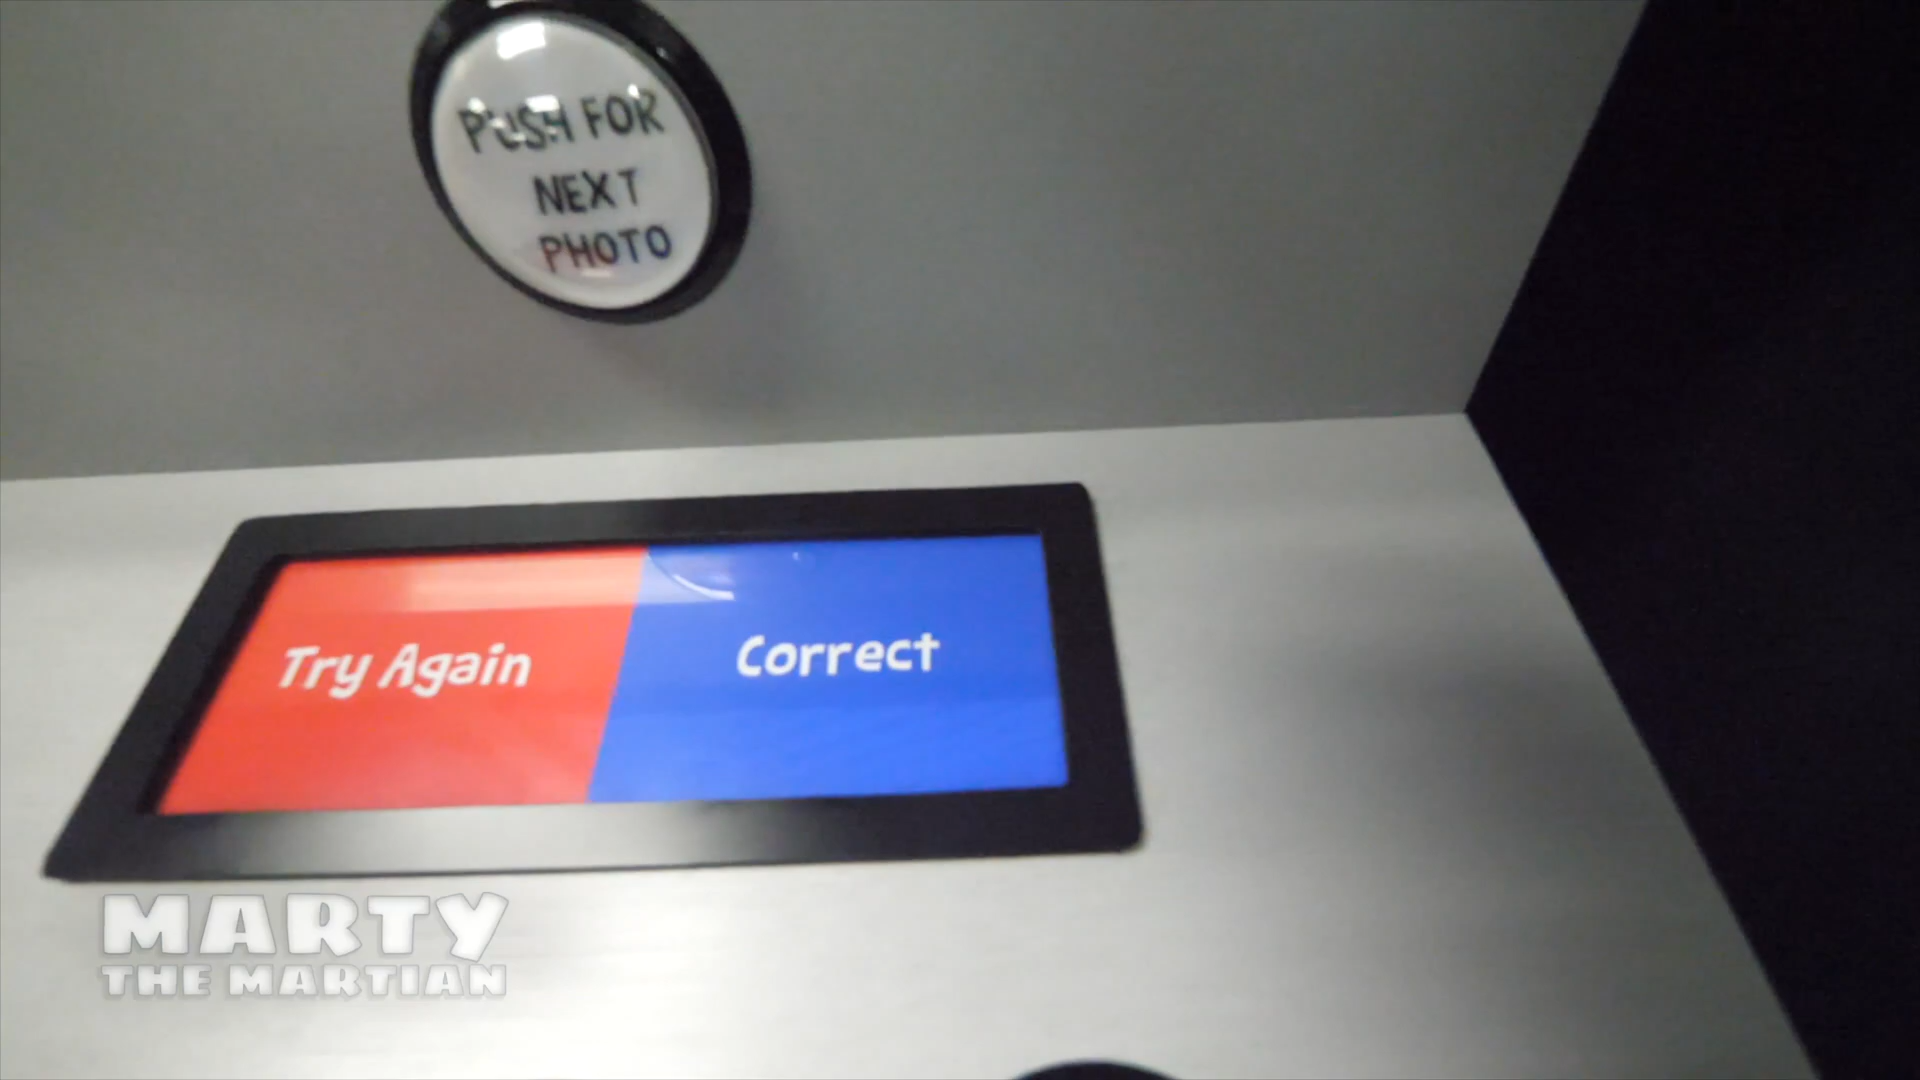 PUSH FOR
NEXT
PHOTO
Try Again
Correct
MARTY
THE MARTIAN